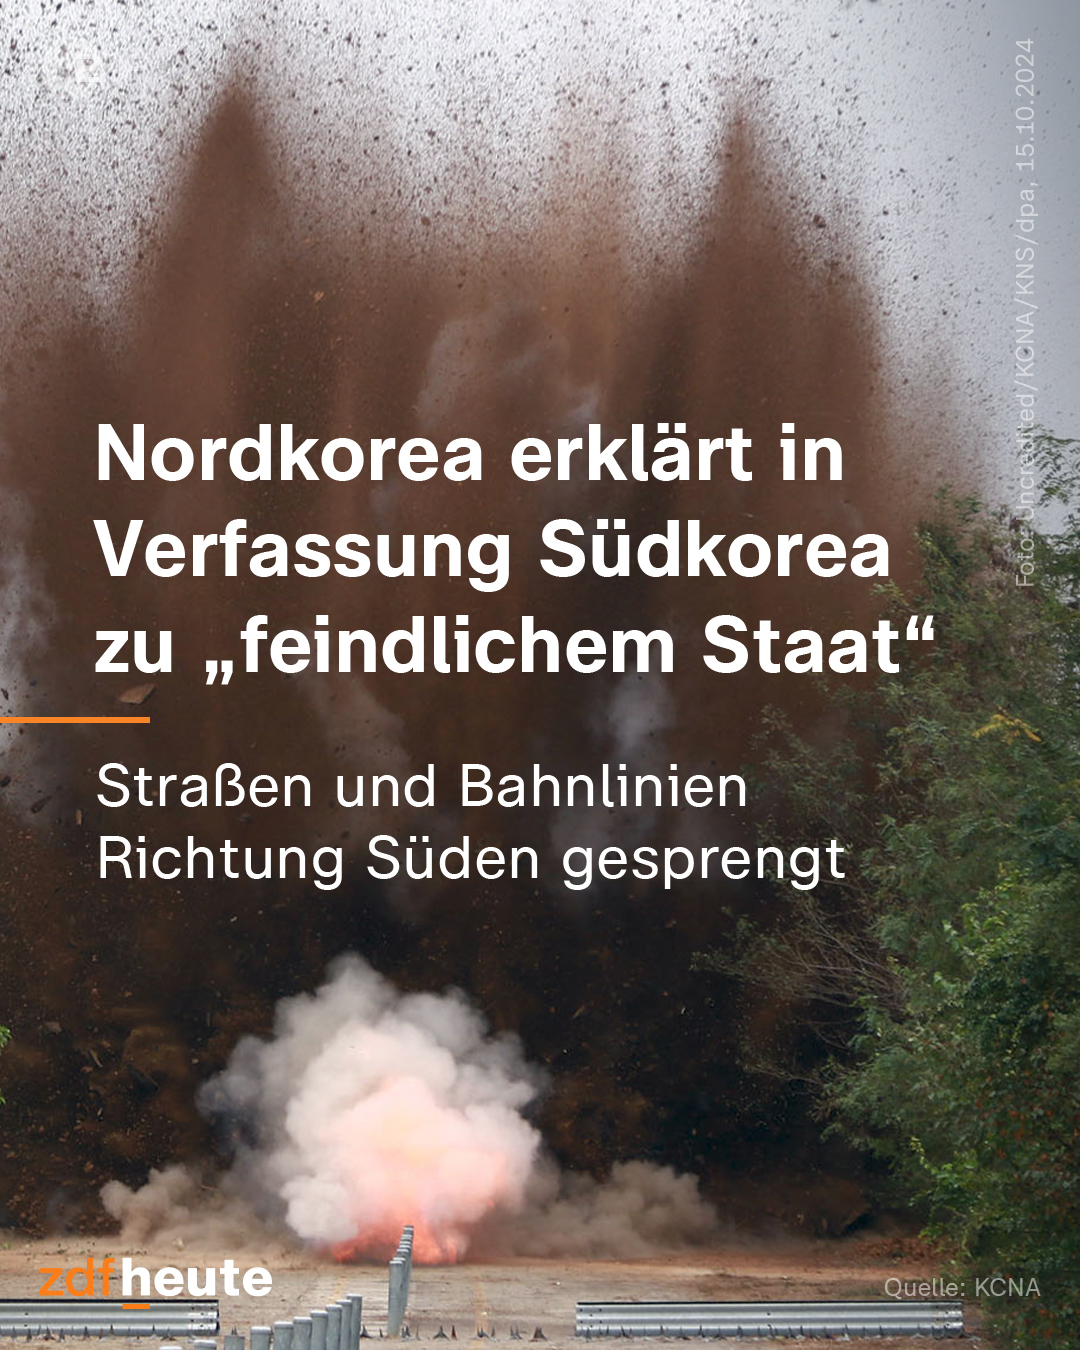 Nordkorea erklärt in
Verfassung Südkorea
zu „feindlichem Staat“
Straßen und Bahnlinien
Richtung Süden gesprengt
Foto: Uncredited/KCNA/KNS/dpa, 15.10.2024
zdfheute
Quelle: KCNA